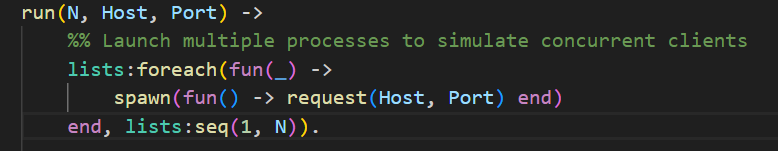 run(N, Host, Port) ->
    %% Launch multiple processes to simulate concurrent clients
    lists:foreach(fun(_) ->
        spawn(fun() -> request(Host, Port) end)
    end, lists:seq(1, N)).